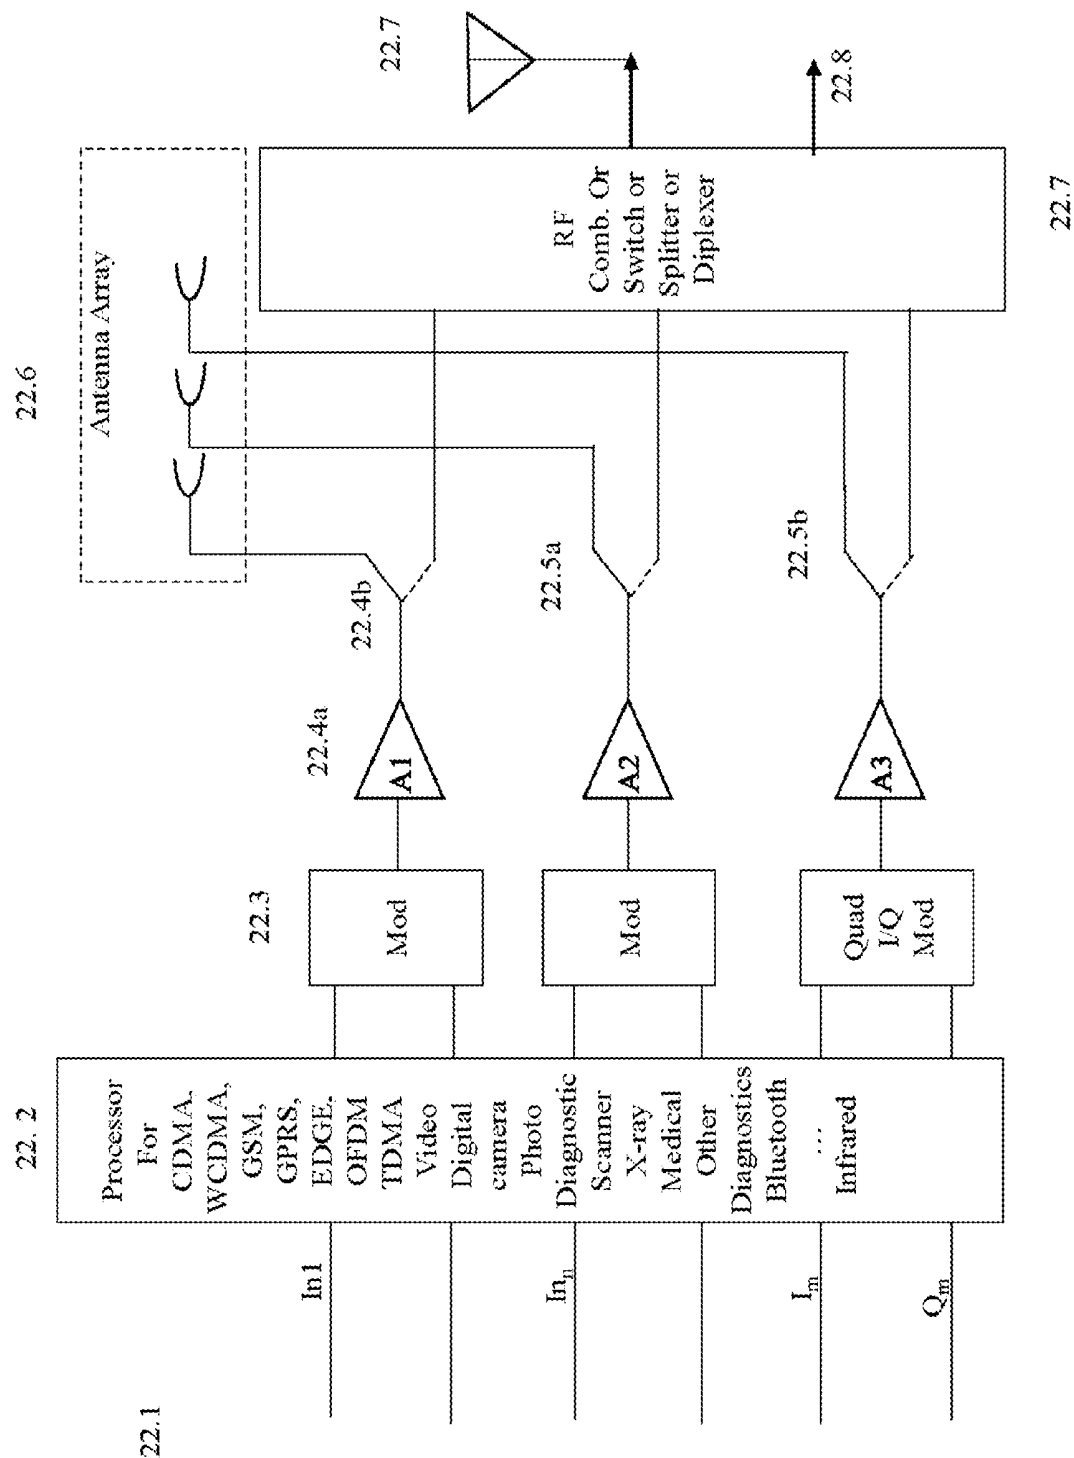 22.1
In1
In_n
I_m
Q_m
22. 2
Processor
For
CDMA,
WCDMA,
GSM,
GPRS,
EDGE,
OFDM
TDMA
Video
Digital
camera
Photo
Diagnostic
Scanner
X-ray
Medical
Other
Diagnostics
Bluetooth
...
Infrared
22.3
Mod
Mod
Quad
I/Q
Mod
22.4a
A1
A2
A3
22.4b
22.5a
22.5b
22.6
Antenna Array
RF
Comb. Or
Switch or
Splitter or
Diplexer
22.7
22.7
22.8